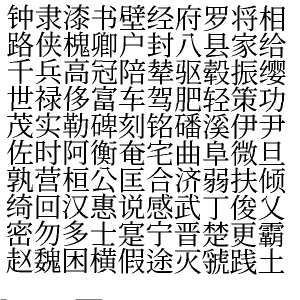 钟隶漆书壁经府罗将相
路侠槐卿户封八县家给
千兵高冠陪辇驱毂振缨
世禄侈富车驾肥轻策功
茂实勒碑刻铭磻溪伊尹
佐时阿衡奄宅曲阜微旦
孰营桓公匡合济弱扶倾
绮回汉惠说感武丁俊乂
密勿多士寔宁晋楚更霸
赵魏困横假途灭虢践土